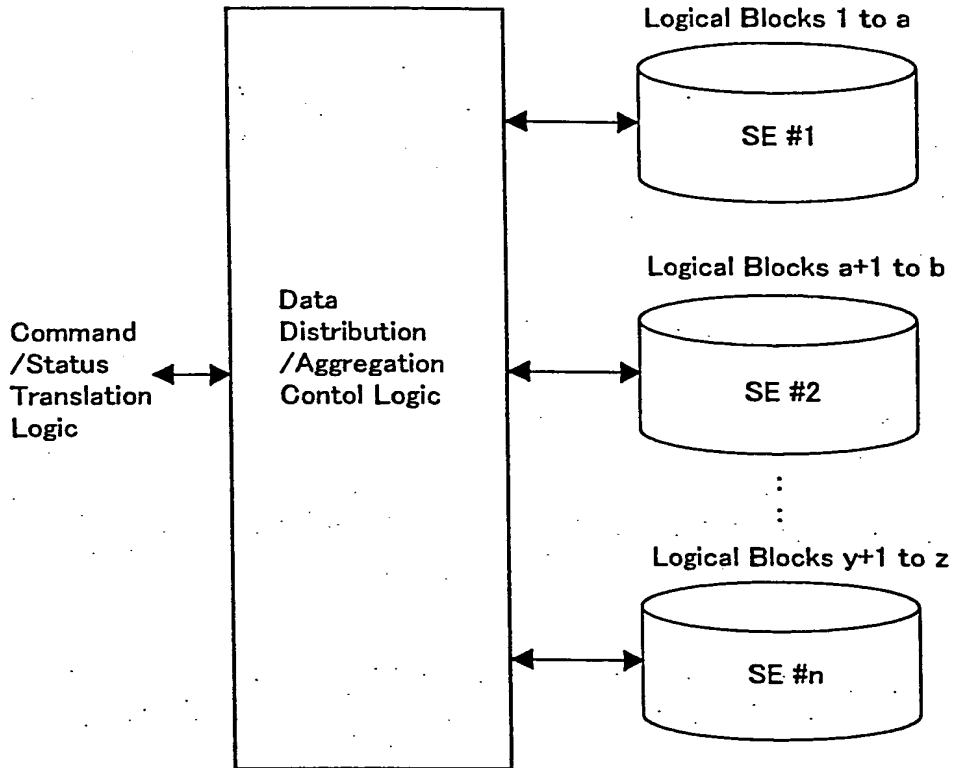 Logical Blocks 1 to a
SE #1
Logical Blocks a+1 to b
SE #2
Logical Blocks y+1 to z
SE #n
Data
Distribution
/Aggregation
Contol Logic
Command
/Status
Translation
Logic